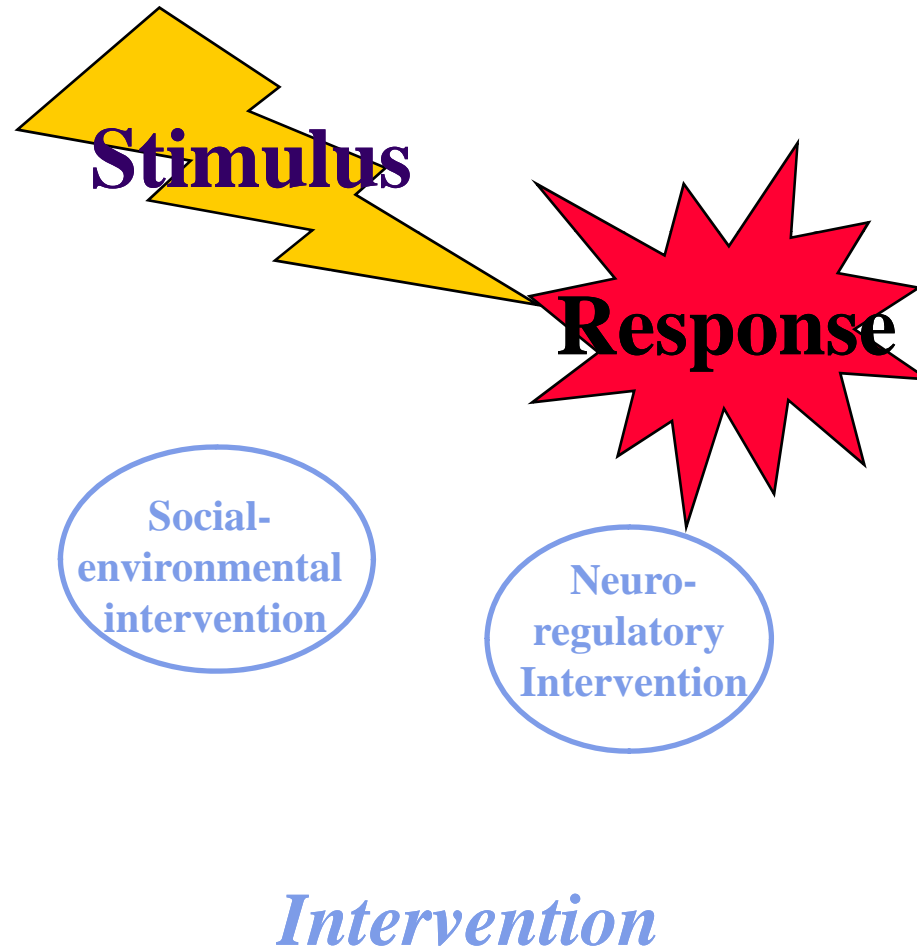 Stimulus
Response
Social-
environmental
intervention
Neuro-
regulatory
Intervention
Intervention